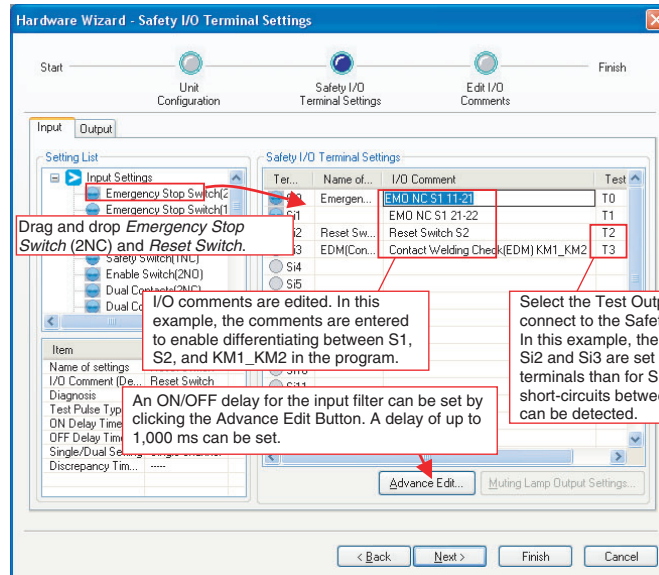 Hardware Wizard - Safety I/O Terminal Settings
Start
Unit Configuration
Safety I/O Terminal Settings
Edit I/O Comments
Finish
Input Output
Setting List
Input Settings
Emergency Stop Switch(2
Emergency Stop Switch(1
Drag and drop Emergency Stop
Switch (2NC) and Reset Switch.
Safety Switch(1NC)
Enable Switch(2NO)
Dual Contacts(2NC)
Dual Co
Item
Name of settings
I/O Comment (De... Reset Switch
Diagnosis
Test Pulse Typ
ON Delay Time
OFF Delay Tim
Single/Dual Setting Single Channel
Discrepancy Tim... -----
Safety I/O Terminal Settings
Ter... Name of... I/O Comment Test
Si0 Emergen... EMO NC S1 11-21 T0
Si1 EMO NC S1 21-22 T1
Si2 Reset Sw... Reset Switch S2 T2
Si3 EDM(Con... Contact Welding Check(EDM) KM1_KM2 T3
Si4
Si5
I/O comments are edited. In this
example, the comments are entered
to enable differentiating between S1,
S2, and KM1_KM2 in the program.
Select the Test Outp
connect to the Safet
In this example, the
Si2 and Si3 are set
terminals than for S
short-circuits betwee
can be detected.
Si10
Si11
An ON/OFF delay for the input filter can be set by
clicking the Advance Edit Button. A delay of up to
1,000 ms can be set.
Advance Edit... Muting Lamp Output Settings...
< Back Next > Finish Cancel